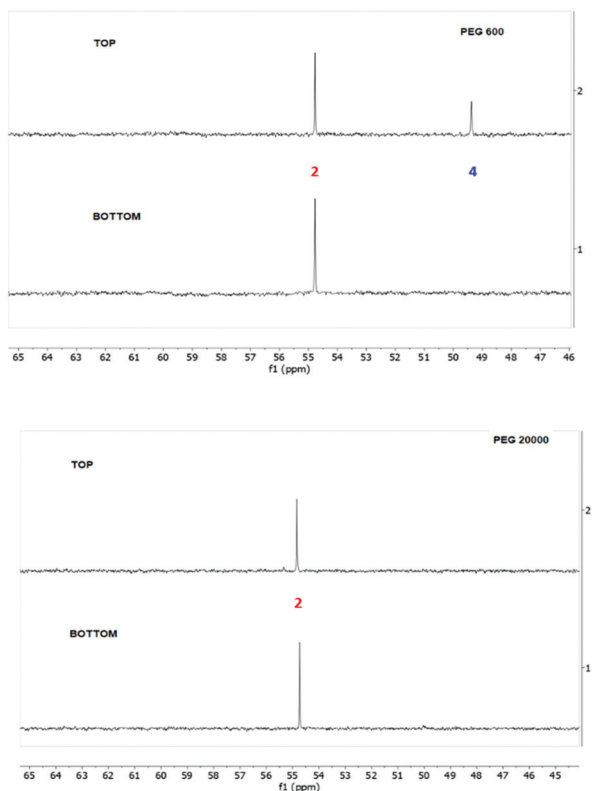 PEG 600
TOP
2
2 4
BOTTOM
1
65 64 63 62 61 60 59 58 57 56 55 54 53 52 51 50 49 48 47 46
f1 (ppm)
PEG 20000
TOP
2
2
BOTTOM
1
65 64 63 62 61 60 59 58 57 56 55 54 53 52 51 50 49 48 47 46 45
f1 (ppm)